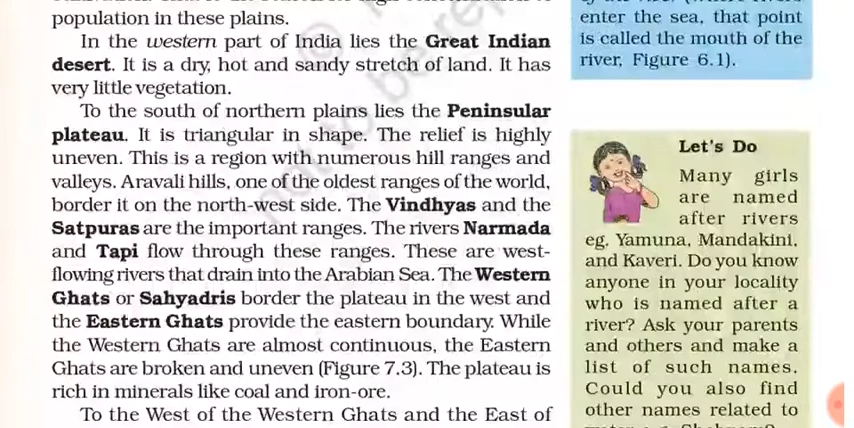 population in these plains.
In the western part of India lies the Great Indian
desert. It is a dry, hot and sandy stretch of land. It has
very little vegetation.
To the south of northern plains lies the Peninsular
plateau. It is triangular in shape. The relief is highly
uneven. This is a region with numerous hill ranges and
valleys. Aravali hills, one of the oldest ranges of the world,
border it on the north-west side. The Vindhyas and the
Satpuras are the important ranges. The rivers Narmada
and Tapi flow through these ranges. These are west-
flowing rivers that drain into the Arabian Sea. The Western
Ghats or Sahyadris border the plateau in the west and
the Eastern Ghats provide the eastern boundary. While
the Western Ghats are almost continuous, the Eastern
Ghats are broken and uneven (Figure 7.3). The plateau is
rich in minerals like coal and iron-ore.
To the West of the Western Ghats and the East of
enter the sea, that point
is called the mouth of the
river, Figure 6.1).
Let's Do
Many girls
are named
after rivers
eg. Yamuna, Mandakini,
and Kaveri. Do you know
anyone in your locality
who is named after a
river? Ask your parents
and others and make a
list of such names.
Could you also find
other names related to
not to be rep